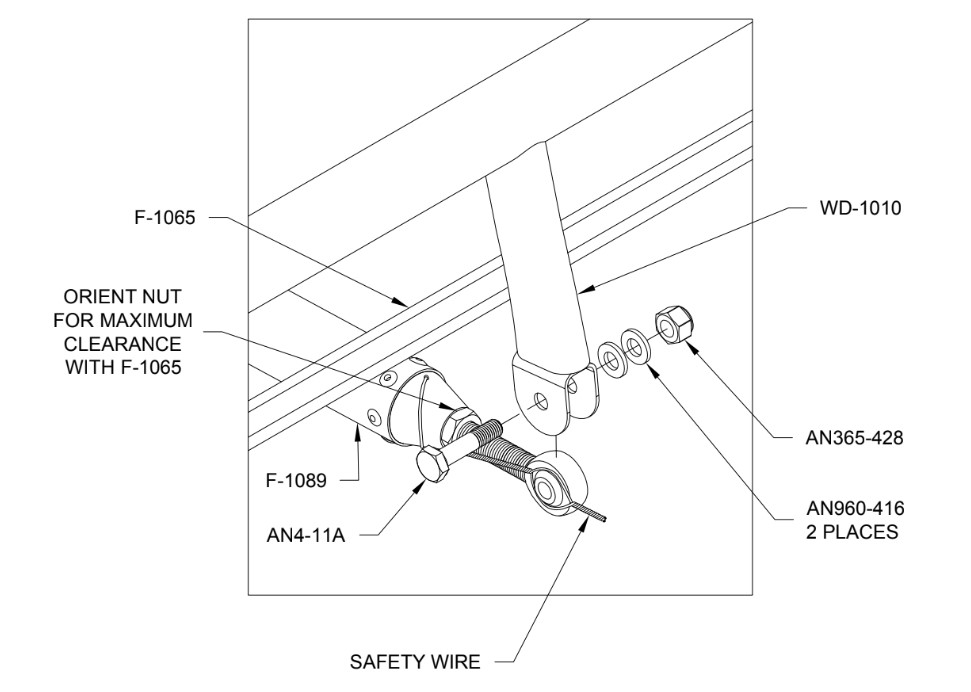 F-1065
WD-1010
ORIENT NUT
FOR MAXIMUM
CLEARANCE
WITH F-1065
AN365-428
F-1089
AN960-416
2 PLACES
AN4-11A
SAFETY WIRE